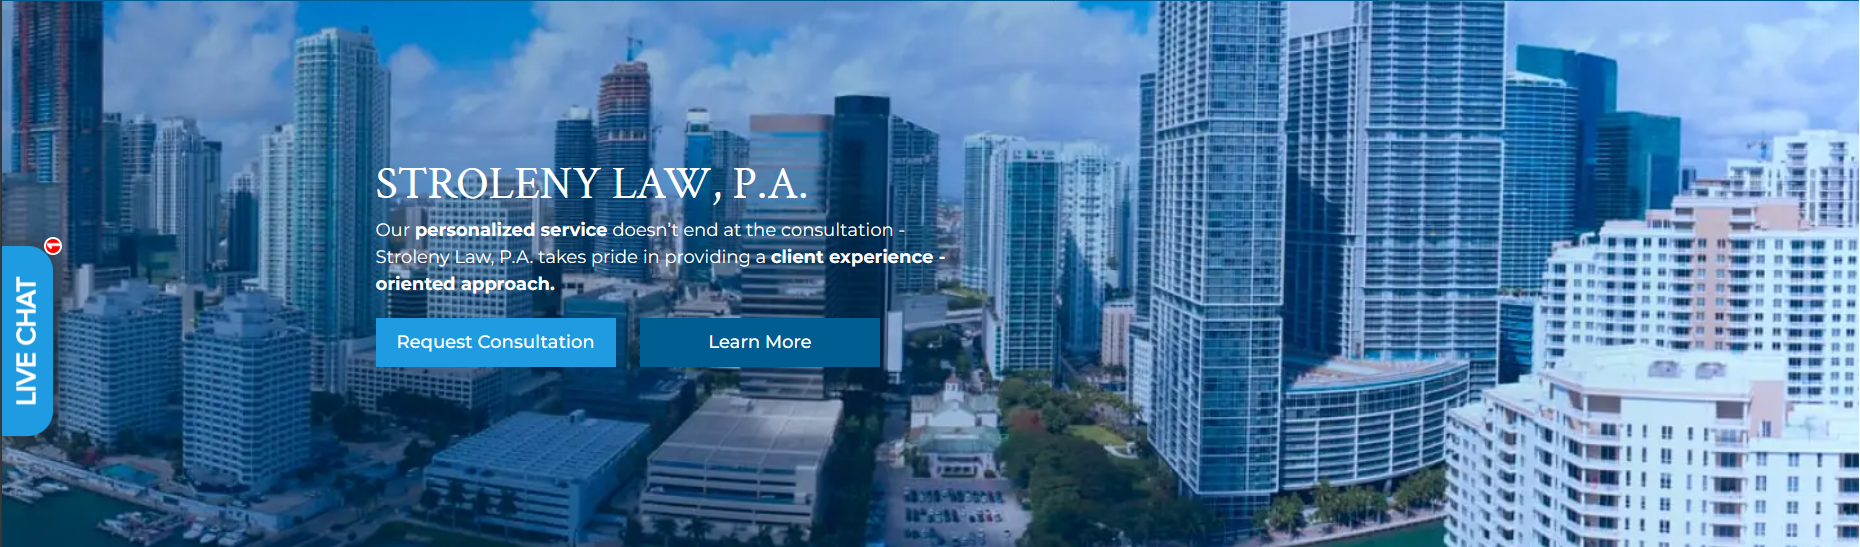 STROLENY LAW, P.A.
Our personalized service doesn't end at the consultation -
Stroleny Law, P.A. takes pride in providing a client experience -
oriented approach.
Request Consultation
Learn More
LIVE CHAT
1